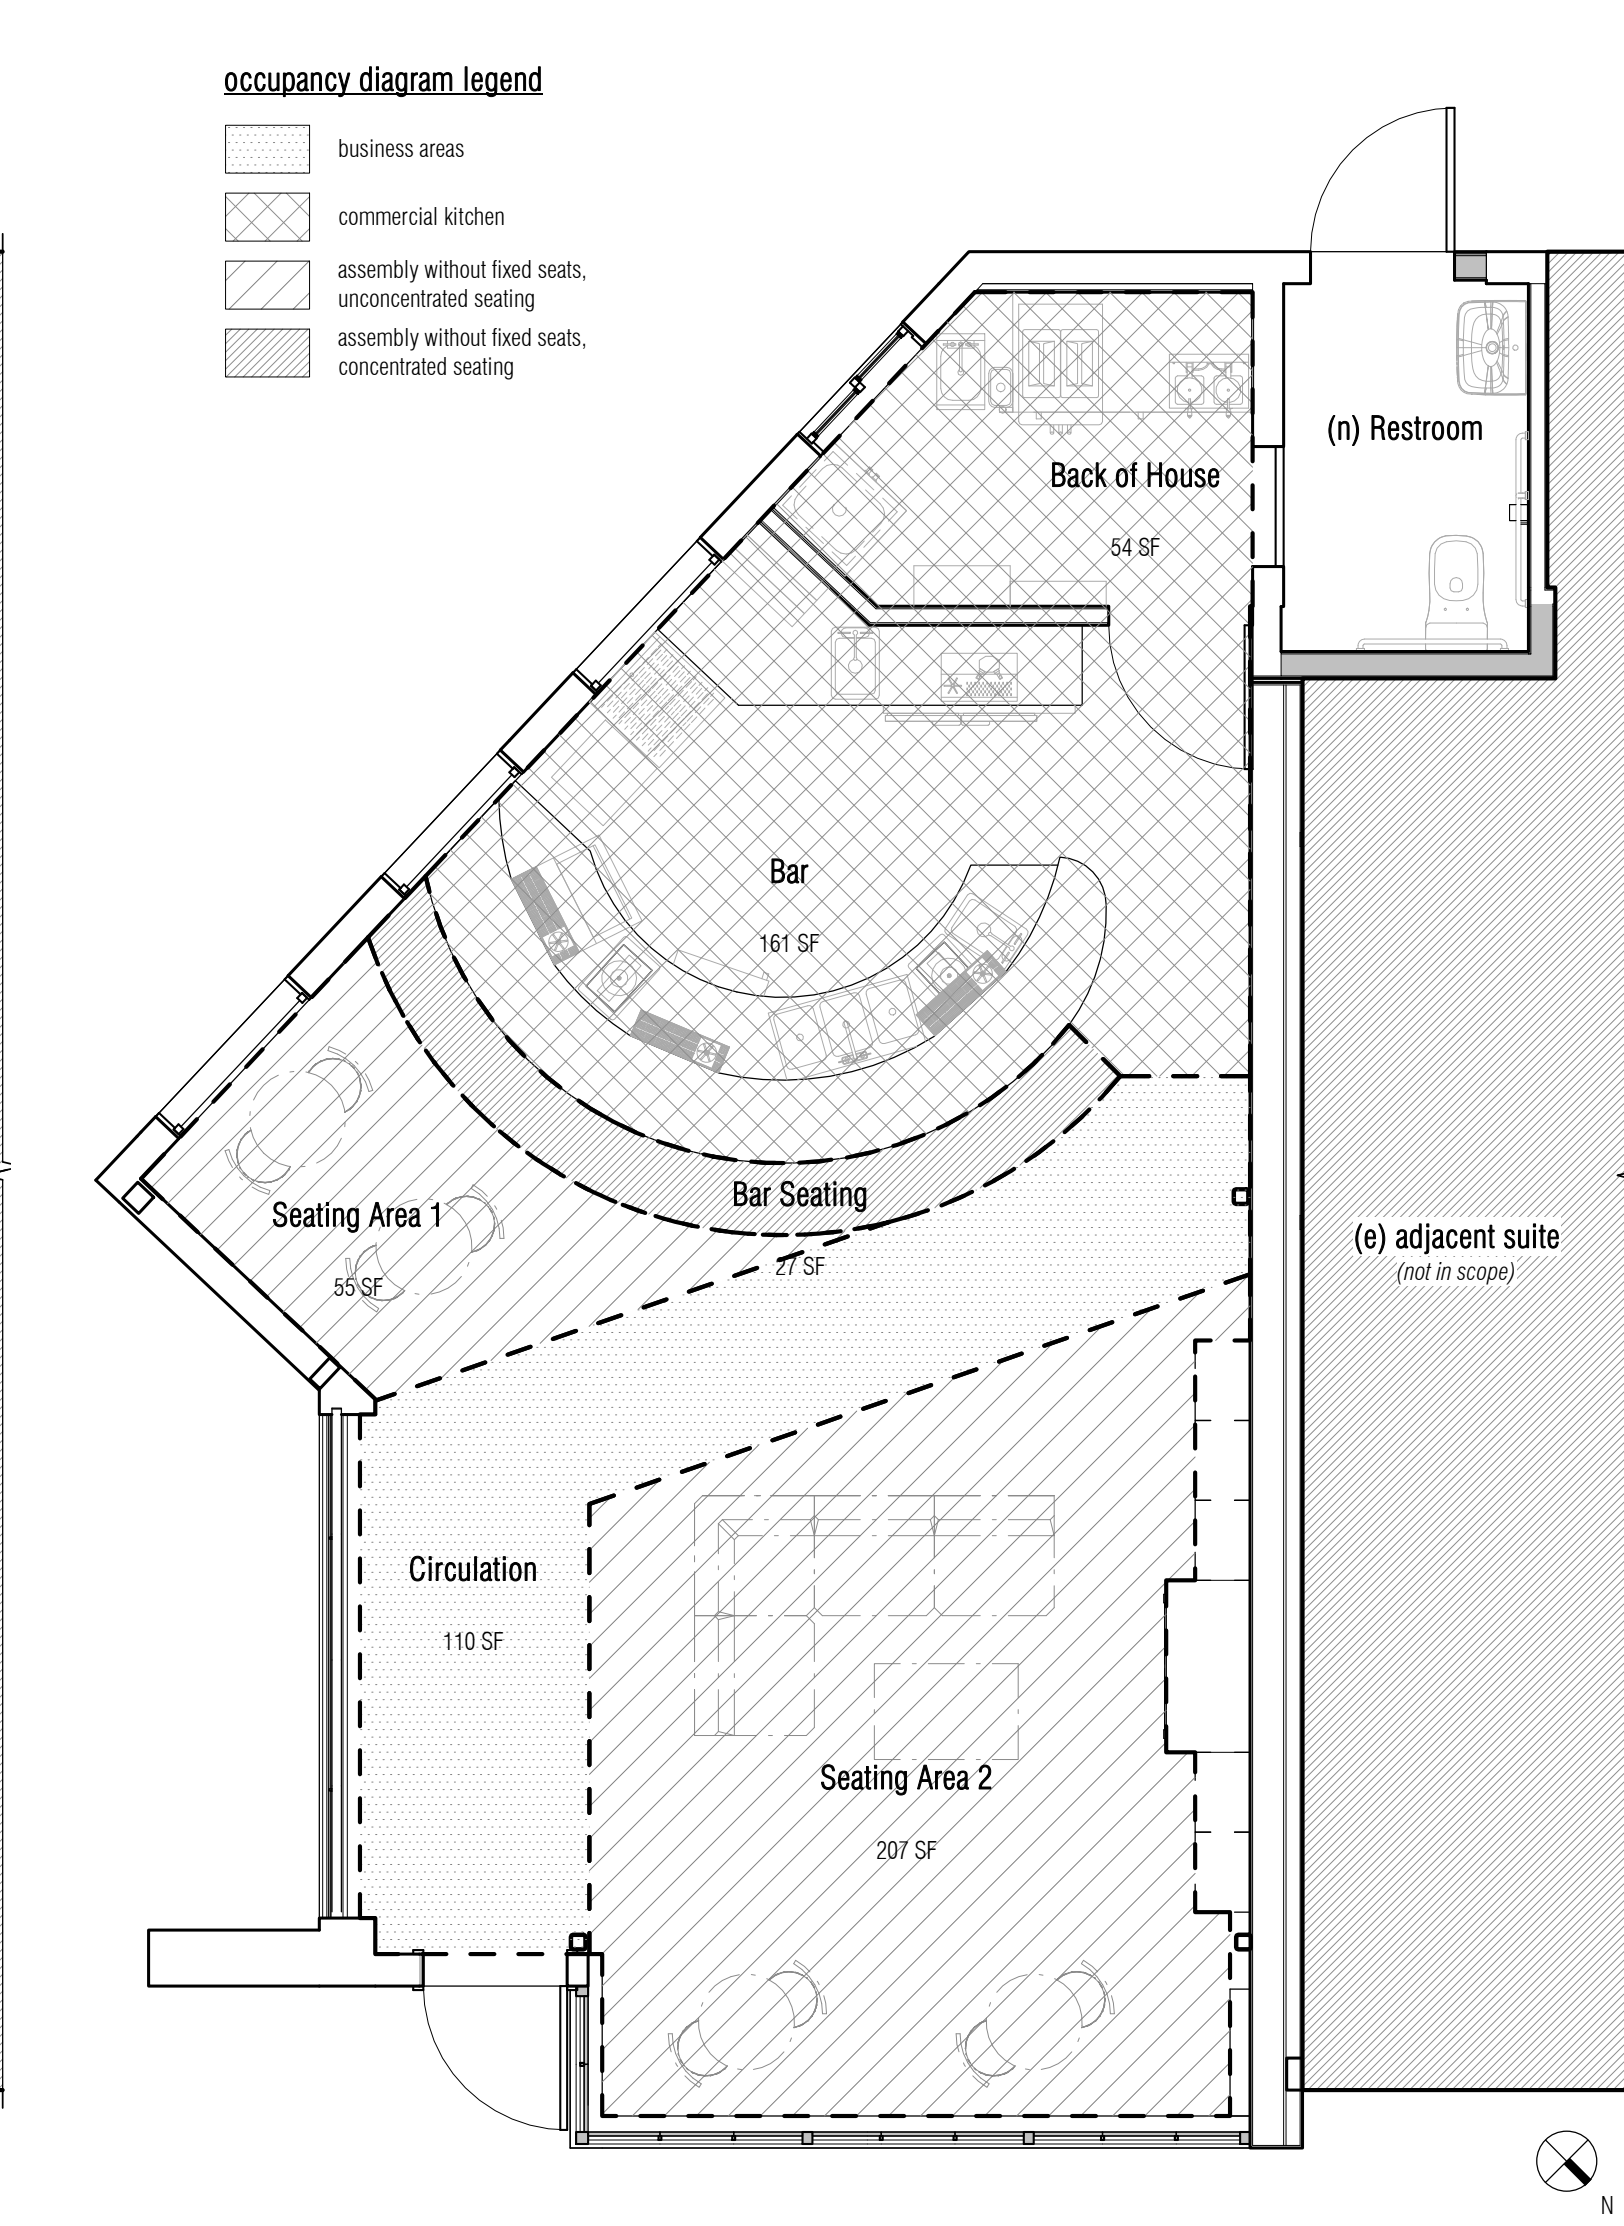 occupancy diagram legend
business areas
commercial kitchen
assembly without fixed seats,
unconcentrated seating
assembly without fixed seats,
concentrated seating
(n) Restroom
Back of House
54 SF
Bar
161 SF
Bar Seating
27 SF
Seating Area 1
55 SF
(e) adjacent suite
(not in scope)
Circulation
110 SF
Seating Area 2
207 SF
N